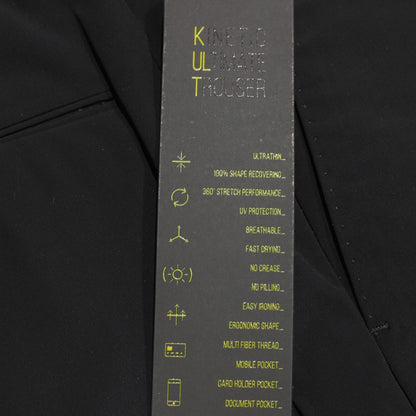 KINETIC
ULTIMATE
TROUSER
ULTRATHIN_
100% SHAPE RECOVERING_
360° STRETCH PERFORMANCE_
UV PROTECTION_
BREATHABLE_
FAST DRYING_
NO CREASE_
NO PILLING_
EASY IRONING_
ERGONOMIC SHAPE_
MULTI FIBER THREAD_
MOBILE POCKET_
CARD HOLDER POCKET_
DOCUMENT POCKET_